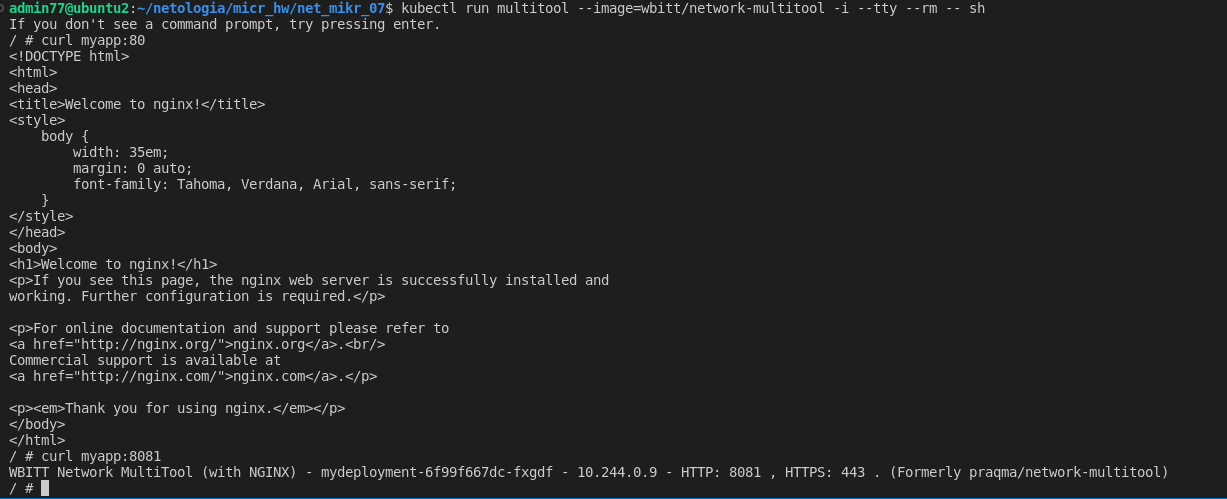 admin77@ubuntu2:~/netologia/micr_hw/net_mikr_07$ kubectl run multitool --image=wbitt/network-multitool -i --tty --rm -- sh
If you don't see a command prompt, try pressing enter.
/ # curl myapp:80
<!DOCTYPE html>
<html>
<head>
<title>Welcome to nginx!</title>
<style>
    body {
        width: 35em;
        margin: 0 auto;
        font-family: Tahoma, Verdana, Arial, sans-serif;
    }
</style>
</head>
<body>
<h1>Welcome to nginx!</h1>
<p>If you see this page, the nginx web server is successfully installed and
working. Further configuration is required.</p>

<p>For online documentation and support please refer to
<a href="http://nginx.org/">nginx.org</a>.<br/>
Commercial support is available at
<a href="http://nginx.com/">nginx.com</a>.</p>

<p><em>Thank you for using nginx.</em></p>
</body>
</html>
/ # curl myapp:8081
WBITT Network MultiTool (with NGINX) - mydeployment-6f99f667dc-fxgdf - 10.244.0.9 - HTTP: 8081 , HTTPS: 443 . (Formerly praqma/network-multitool)
/ #